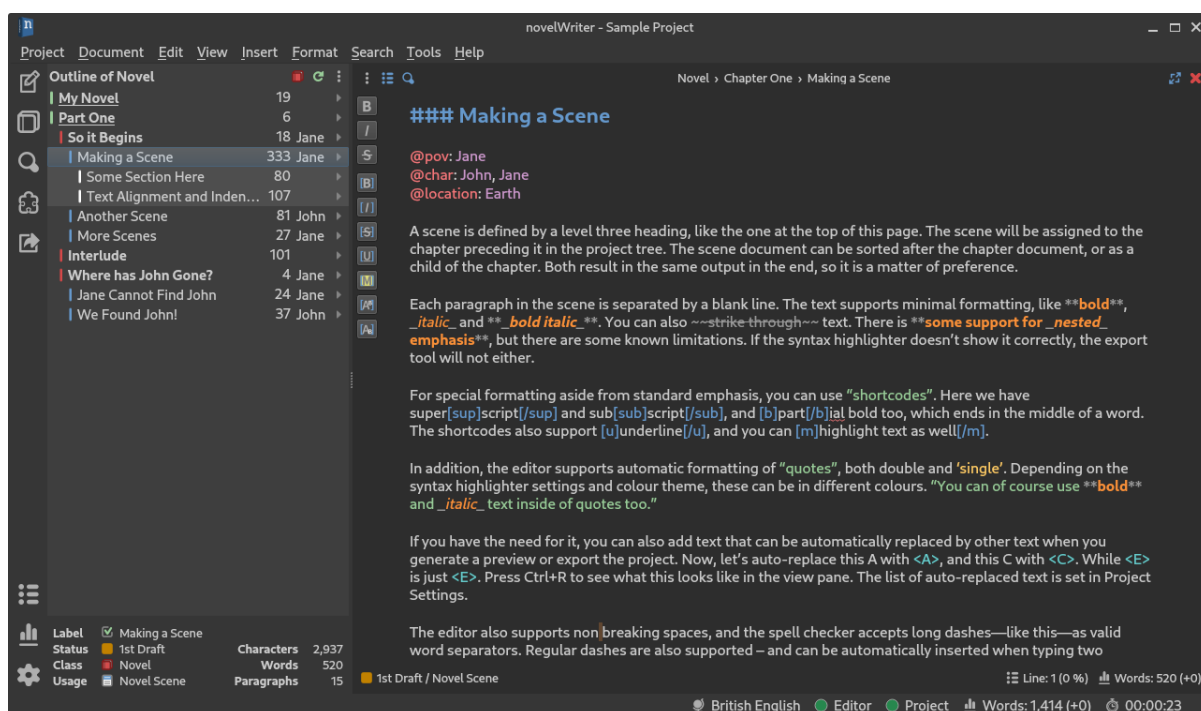 novelWriter - Sample Project
Project Document Edit View Insert Format Search Tools Help
Outline of Novel
My Novel 19
Part One 6
So it Begins 18 Jane
Making a Scene 333 Jane
Some Section Here 80
Text Alignment and Inden... 107
Another Scene 81 John
More Scenes 27 Jane
Interlude 101
Where has John Gone? 4 Jane
Jane Cannot Find John 24 Jane
We Found John! 37 John
Label Making a Scene
Status 1st Draft Characters 2,937
Class Novel Words 520
Usage Novel Scene Paragraphs 15
Novel › Chapter One › Making a Scene
B
I
S
[B]
[I]
[S]
[U]
[M]
[A]
[A]
### Making a Scene
@pov: Jane
@char: John, Jane
@location: Earth
A scene is defined by a level three heading, like the one at the top of this page. The scene will be assigned to the
chapter preceding it in the project tree. The scene document can be sorted after the chapter document, or as a
child of the chapter. Both result in the same output in the end, so it is a matter of preference.
Each paragraph in the scene is separated by a blank line. The text supports minimal formatting, like **bold**,
_italic_ and **_bold italic_**. You can also ~~strike through~~ text. There is **some support for _nested_
emphasis**, but there are some known limitations. If the syntax highlighter doesn’t show it correctly, the export
tool will not either.
For special formatting aside from standard emphasis, you can use “shortcodes”. Here we have
super[sup]script[/sup] and sub[sub]script[/sub], and [b]part[/b]ial bold too, which ends in the middle of a word.
The shortcodes also support [u]underline[/u], and you can [m]highlight text as well[/m].
In addition, the editor supports automatic formatting of “quotes”, both double and ‘single’. Depending on the
syntax highlighter settings and colour theme, these can be in different colours. “You can of course use **bold**
and _italic_ text inside of quotes too.”
If you have the need for it, you can also add text that can be automatically replaced by other text when you
generate a preview or export the project. Now, let’s auto-replace this A with <A>, and this C with <C>. While <E>
is just <E>. Press Ctrl+R to see what this looks like in the view pane. The list of auto-replaced text is set in Project
Settings.
The editor also supports non breaking spaces, and the spell checker accepts long dashes—like this—as valid
word separators. Regular dashes are also supported – and can be automatically inserted when typing two
1st Draft / Novel Scene Line: 1 (0 %) Words: 520 (+0)
British English Editor Project Words: 1,414 (+0) 00:00:23